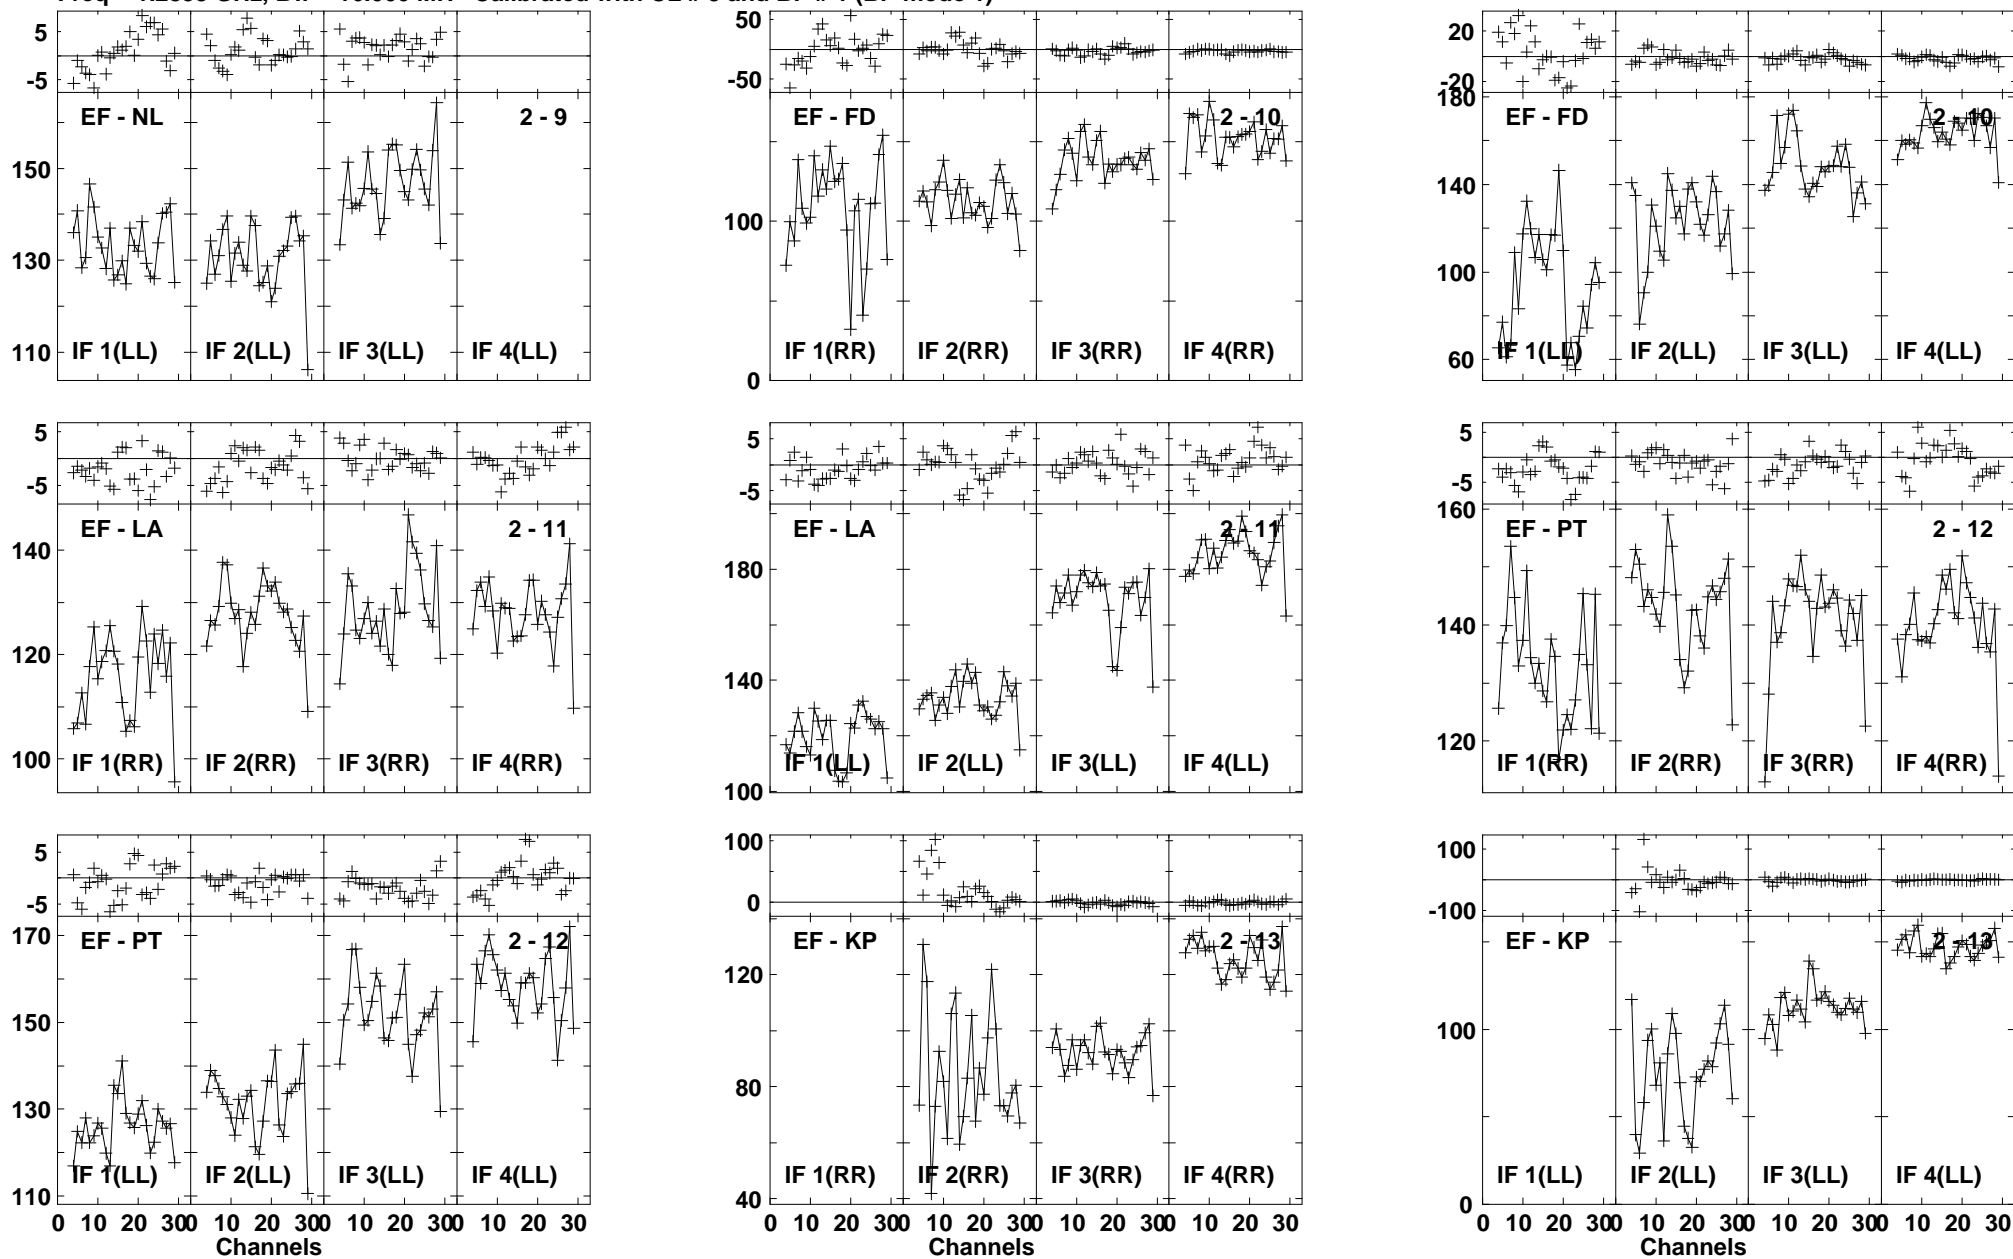 5
-5
EF - NL
2 - 9
150
130
110
IF 1(LL)
IF 2(LL)
IF 3(LL)
IF 4(LL)
50
-50
EF - FD
2 - 10
100
0
IF 1(RR)
IF 2(RR)
IF 3(RR)
IF 4(RR)
20
-20
180
EF - FD
2 - 10
140
100
60
IF 1(LL)
IF 2(LL)
IF 3(LL)
IF 4(LL)
5
-5
EF - LA
2 - 11
140
120
100
IF 1(RR)
IF 2(RR)
IF 3(RR)
IF 4(RR)
5
-5
EF - LA
2 - 11
180
140
100
IF 1(LL)
IF 2(LL)
IF 3(LL)
IF 4(LL)
5
-5
160
EF - PT
2 - 12
140
120
IF 1(RR)
IF 2(RR)
IF 3(RR)
IF 4(RR)
5
-5
170
EF - PT
2 - 12
150
130
110
IF 1(LL)
IF 2(LL)
IF 3(LL)
IF 4(LL)
0 10 20 30 0 10 20 30 0 10 20 30 0 10 20 30
Channels
100
0
EF - KP
2 - 13
120
80
40
IF 1(RR)
IF 2(RR)
IF 3(RR)
IF 4(RR)
0 10 20 30 0 10 20 30 0 10 20 30 0 10 20 30
Channels
100
-100
EF - KP
2 - 13
100
0
IF 1(LL)
IF 2(LL)
IF 3(LL)
IF 4(LL)
0 10 20 30 0 10 20 30 0 10 20 30 0 10 20 30
Channels